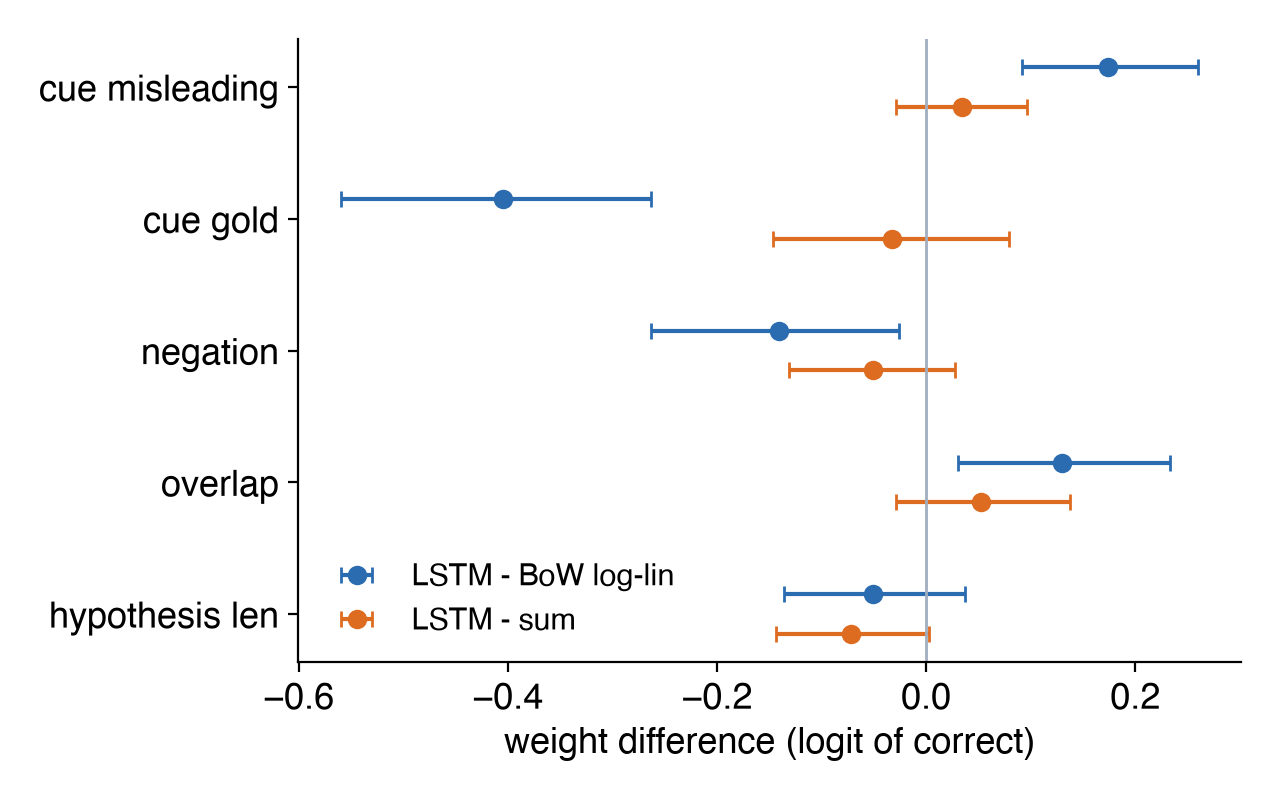 cue misleading
cue gold
negation
overlap
hypothesis len
LSTM - BoW log-lin
LSTM - sum
−0.6 −0.4 −0.2 0.0 0.2
weight difference (logit of correct)